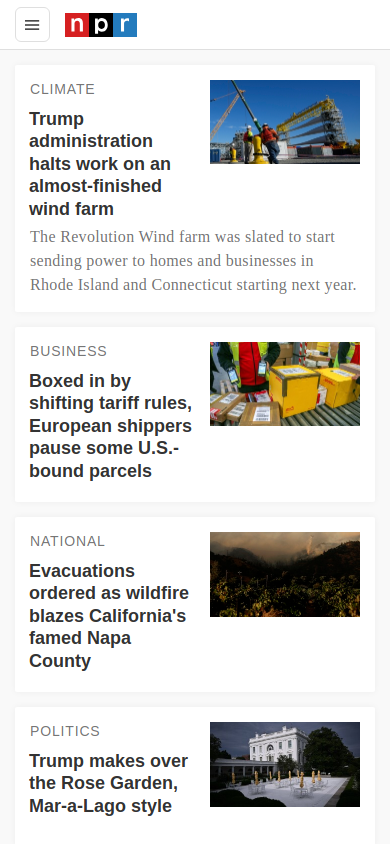 npr
CLIMATE
Trump
administration
halts work on an
almost-finished
wind farm
The Revolution Wind farm was slated to start
sending power to homes and businesses in
Rhode Island and Connecticut starting next year.
BUSINESS
Boxed in by
shifting tariff rules,
European shippers
pause some U.S.-
bound parcels
NATIONAL
Evacuations
ordered as wildfire
blazes California's
famed Napa
County
POLITICS
Trump makes over
the Rose Garden,
Mar-a-Lago style